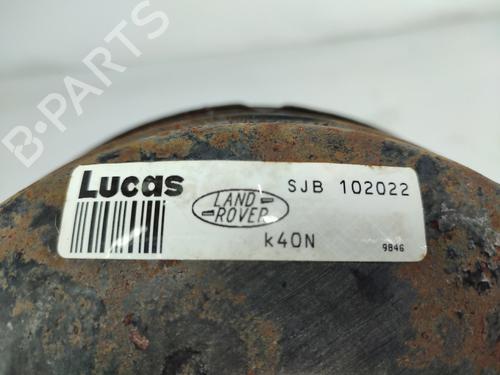 B-PARTS
Lucas
LAND
ROVER
SJB 102022
k40N
9846